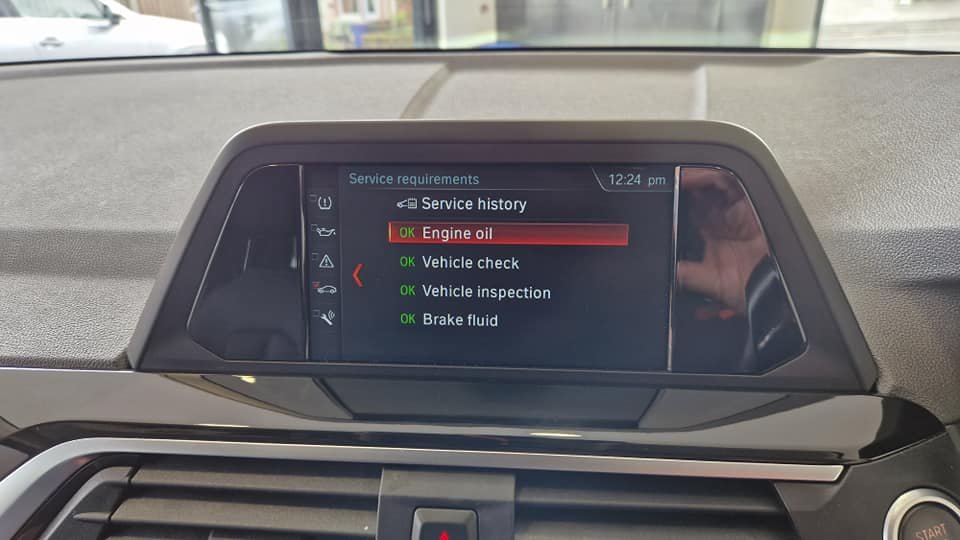 Service requirements
12:24 pm
Service history
OK Engine oil
OK Vehicle check
OK Vehicle inspection
OK Brake fluid
START